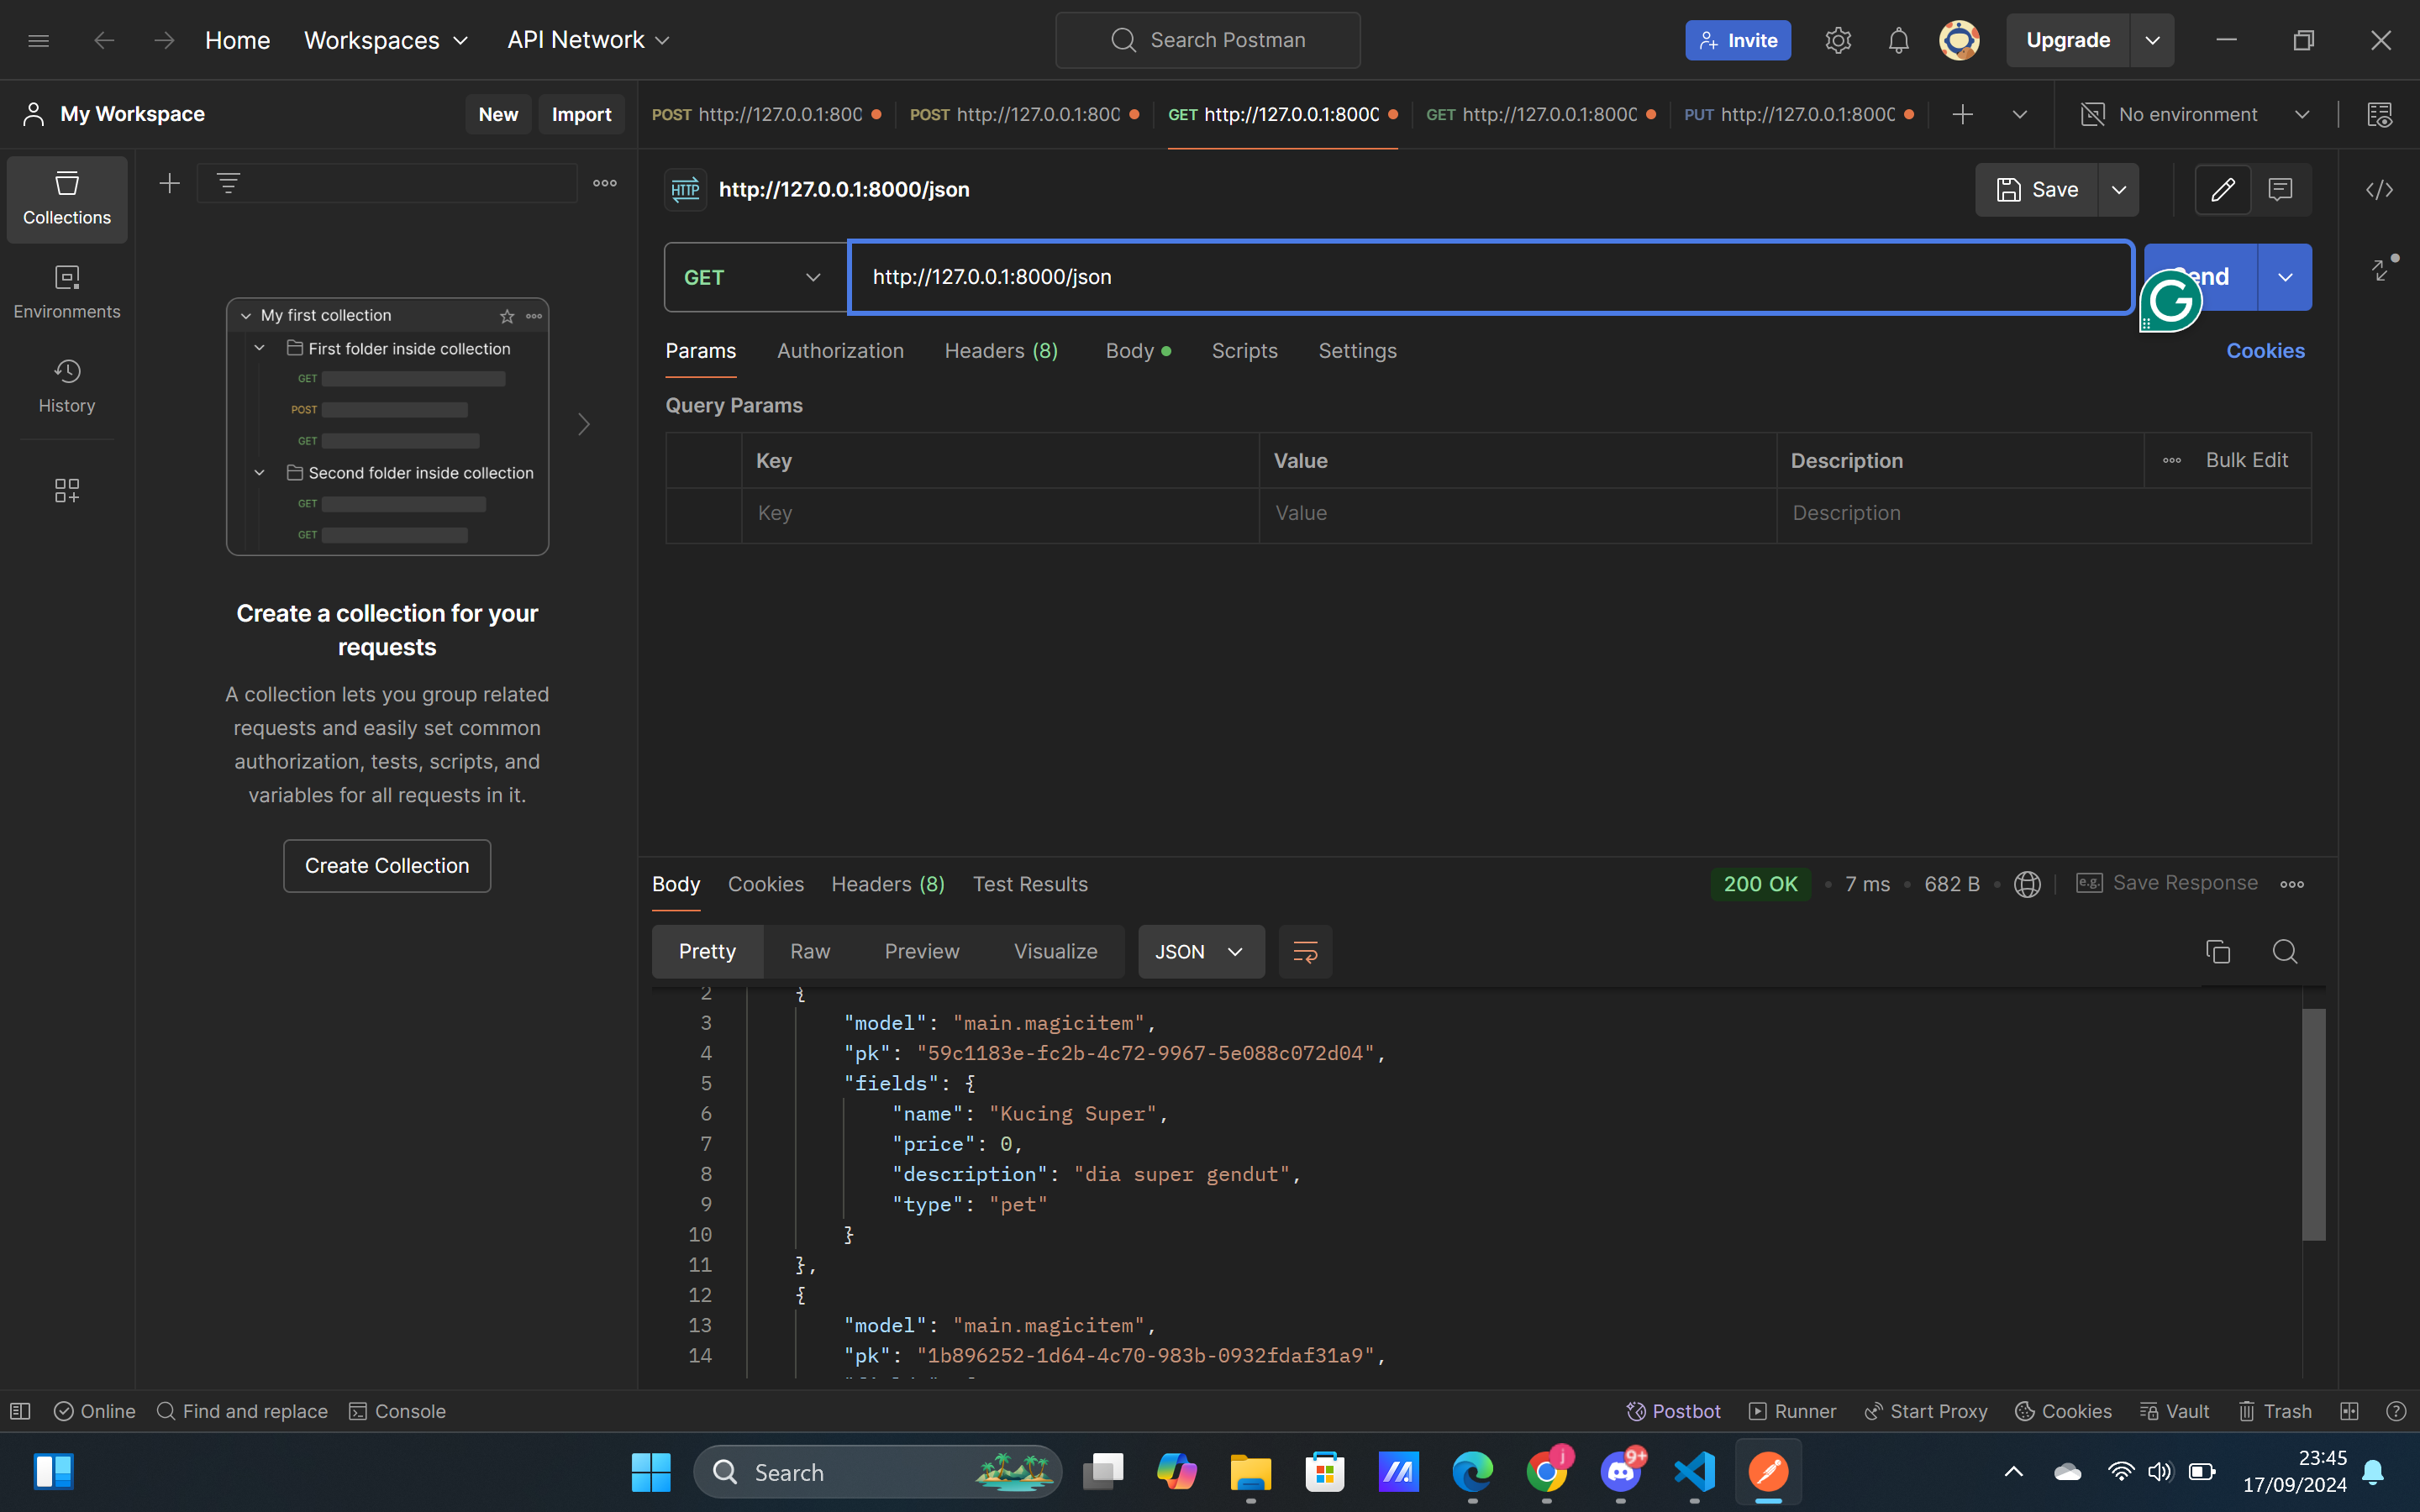 Home Workspaces API Network Search Postman Invite Upgrade
My Workspace New Import POST http://127.0.0.1:800 POST http://127.0.0.1:800 GET http://127.0.0.1:8000 GET http://127.0.0.1:8000 PUT http://127.0.0.1:8000 No environment
Collections
Environments
History
My first collection
First folder inside collection
GET
POST
GET
Second folder inside collection
GET
GET
Create a collection for your
requests
A collection lets you group related
requests and easily set common
authorization, tests, scripts, and
variables for all requests in it.
Create Collection
HTTP http://127.0.0.1:8000/json Save
GET http://127.0.0.1:8000/json
Params Authorization Headers (8) Body Scripts Settings Cookies
Query Params
Key Value Description Bulk Edit
Key Value Description
Body Cookies Headers (8) Test Results 200 OK 7 ms 682 B e.g. Save Response
Pretty Raw Preview Visualize JSON
2 {
3 "model": "main.magicitem",
4 "pk": "59c1183e-fc2b-4c72-9967-5e088c072d04",
5 "fields": {
6 "name": "Kucing Super",
7 "price": 0,
8 "description": "dia super gendut",
9 "type": "pet"
10 }
11 },
12 {
13 "model": "main.magicitem",
14 "pk": "1b896252-1d64-4c70-983b-0932fdaf31a9",
Online Find and replace Console Postbot Runner Start Proxy Cookies Vault Trash
Search j 9+ 23:45
17/09/2024